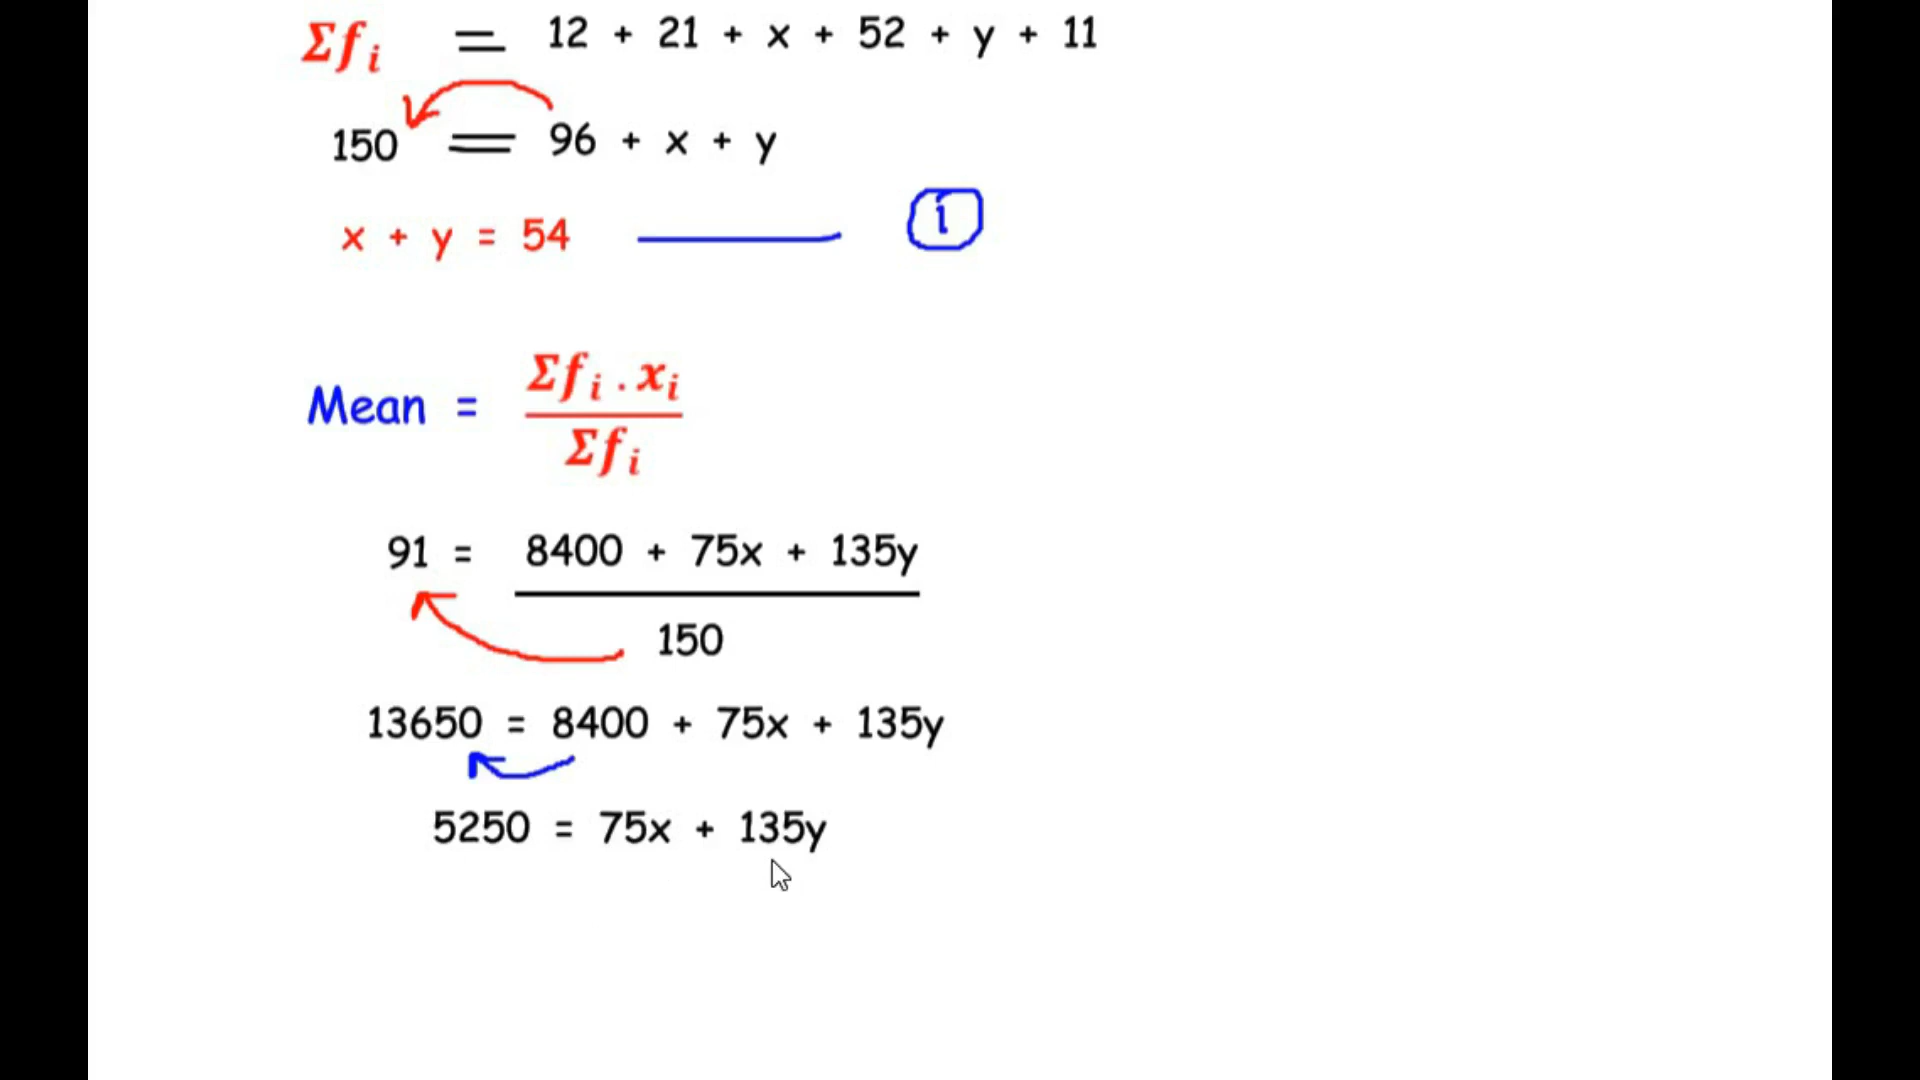 Σfᵢ = 12 + 21 + x + 52 + y + 11
150 = 96 + x + y
x + y = 54 i
Mean = Σfᵢ . xᵢ
Σfᵢ
91 = 8400 + 75x + 135y
150
13650 = 8400 + 75x + 135y
5250 = 75x + 135y